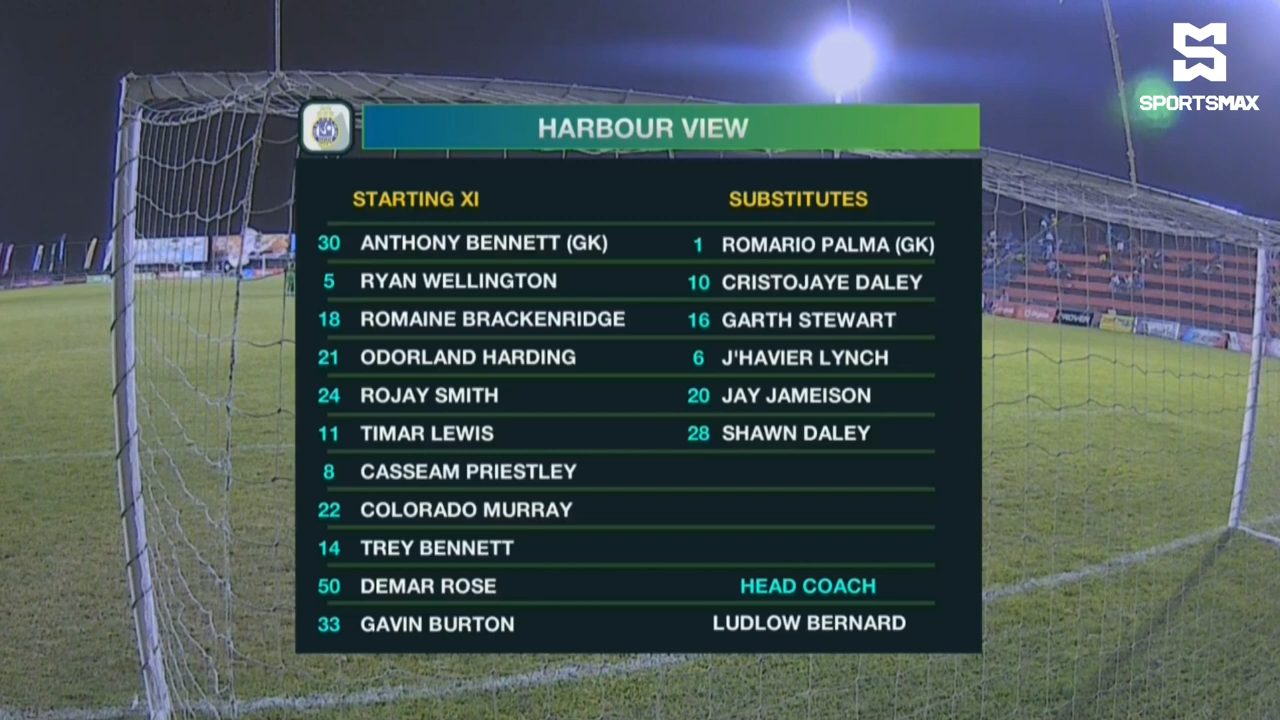 SPORTSMAX
HARBOUR VIEW
STARTING XI
30 ANTHONY BENNETT (GK)
5 RYAN WELLINGTON
18 ROMAINE BRACKENRIDGE
21 ODORLAND HARDING
24 ROJAY SMITH
11 TIMAR LEWIS
8 CASSEAM PRIESTLEY
22 COLORADO MURRAY
14 TREY BENNETT
50 DEMAR ROSE
33 GAVIN BURTON
SUBSTITUTES
1 ROMARIO PALMA (GK)
10 CRISTOJAYE DALEY
16 GARTH STEWART
6 J'HAVIER LYNCH
20 JAY JAMEISON
28 SHAWN DALEY
HEAD COACH
LUDLOW BERNARD